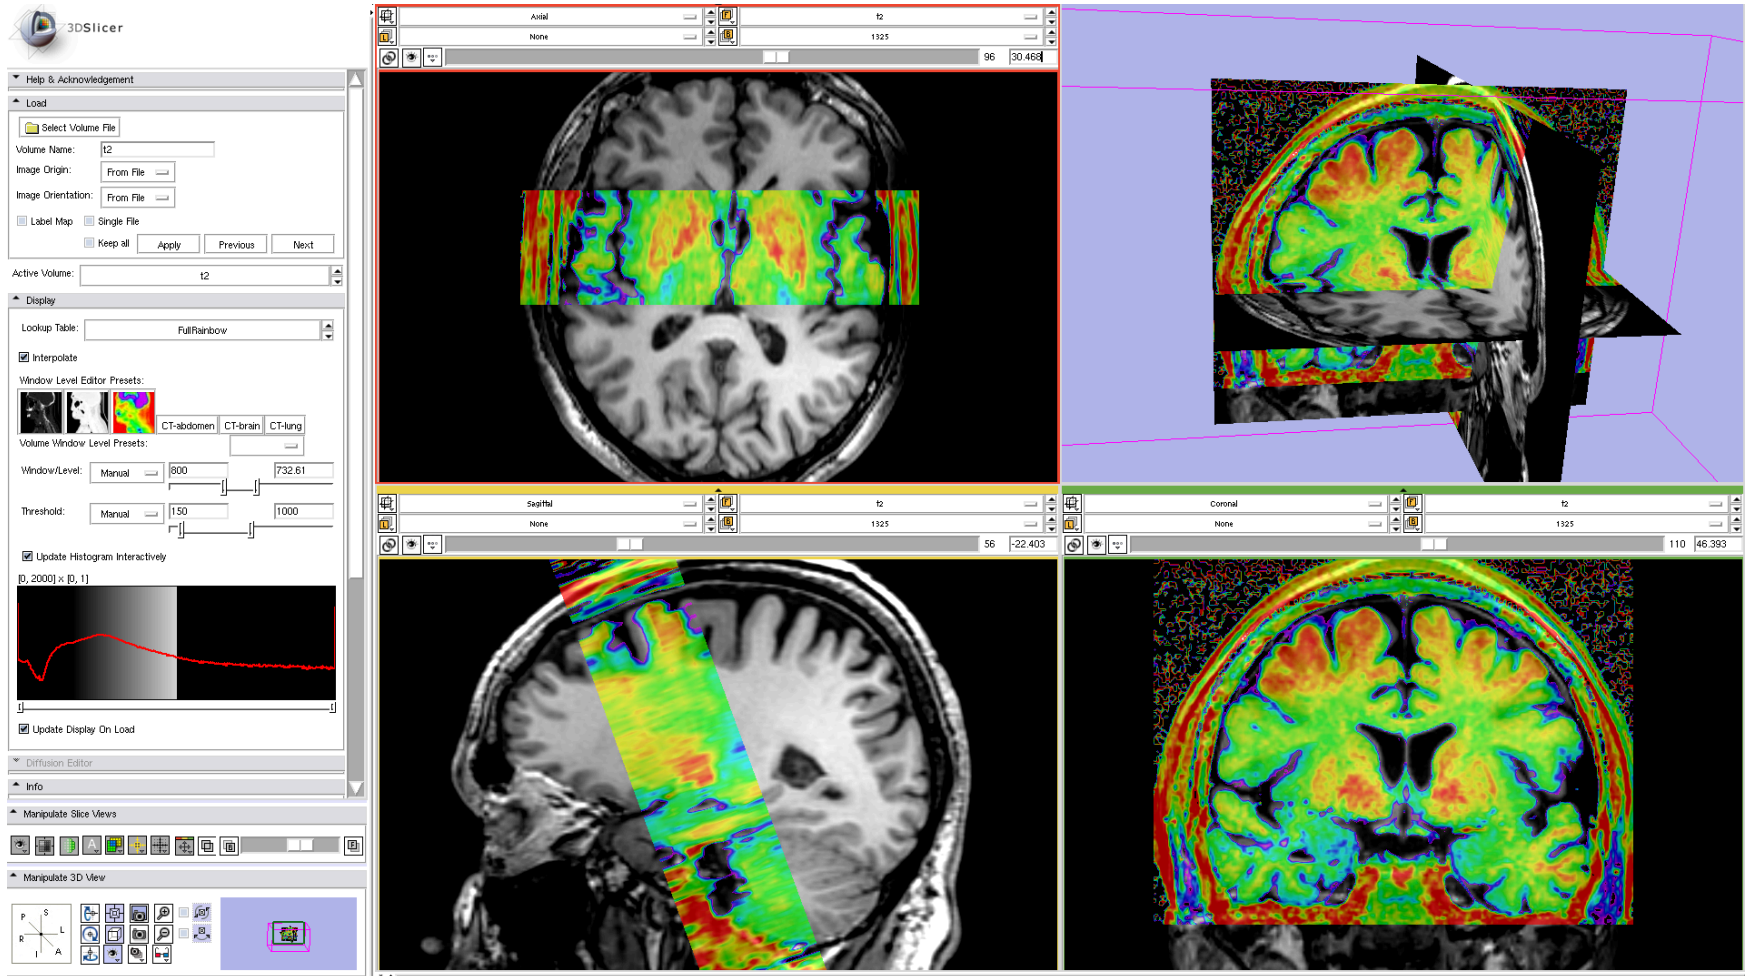 3DSlicer
Help & Acknowledgement
Load
Select Volume File
Volume Name: t2
Image Origin: From File
Image Orientation: From File
Label Map Single File
Keep all Apply Previous Next
Active Volume: t2
Display
Lookup Table: FullRainbow
Interpolate
Window Level Editor Presets:
CT-abdomen CT-brain CT-lung
Volume Window Level Presets:
Window/Level: Manual 800 732.61
Threshold: Manual 150 1000
Update Histogram Interactively
[0, 2000] x [0, 1]
Update Display On Load
Diffusion Editor
Info
Manipulate Slice Views
Manipulate 3D View
P S
R L
I A
Axial F t2
L None B 1325
96 30.468
Sagittal F t2
L None B 1325
56 -22.403
Coronal F t2
L None B 1325
110 46.393